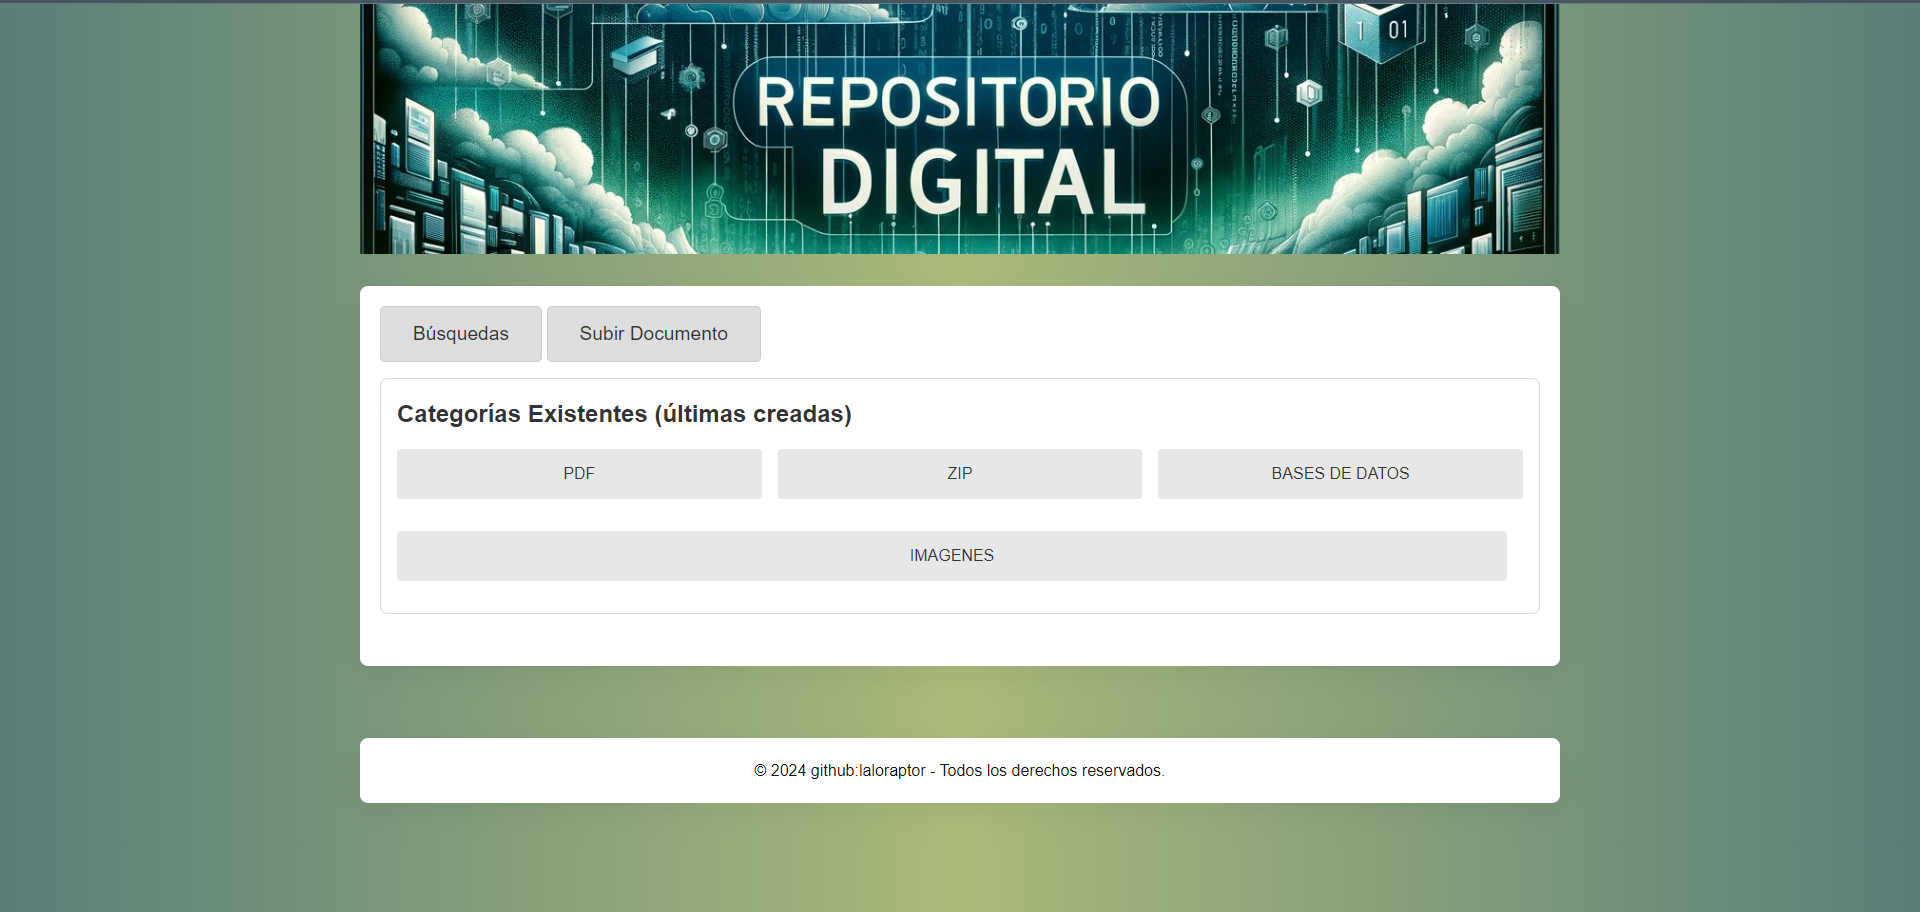 1 01
REPOSITORIO
DIGITAL
Búsquedas
Subir Documento
Categorías Existentes (últimas creadas)
PDF
ZIP
BASES DE DATOS
IMAGENES
© 2024 github:laloraptor - Todos los derechos reservados.